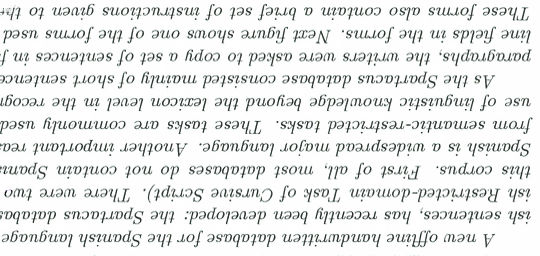 A new offline handwritten database for the Spanish language
ish sentences, has recently been developed: the Spartacus databas
ish Restricted-domain Task of Cursive Script). There were two
this corpus. First of all, most databases do not contain Spani
Spanish is a widespread major language. Another important rea
from semantic-restricted tasks. These tasks are commonly used
use of linguistic knowledge beyond the lexicon level in the recogn
As the Spartacus database consisted mainly of short sentence
paragraphs, the writers were asked to copy a set of sentences in f
line fields in the forms. Next figure shows one of the forms used
These forms also contain a brief set of instructions given to the